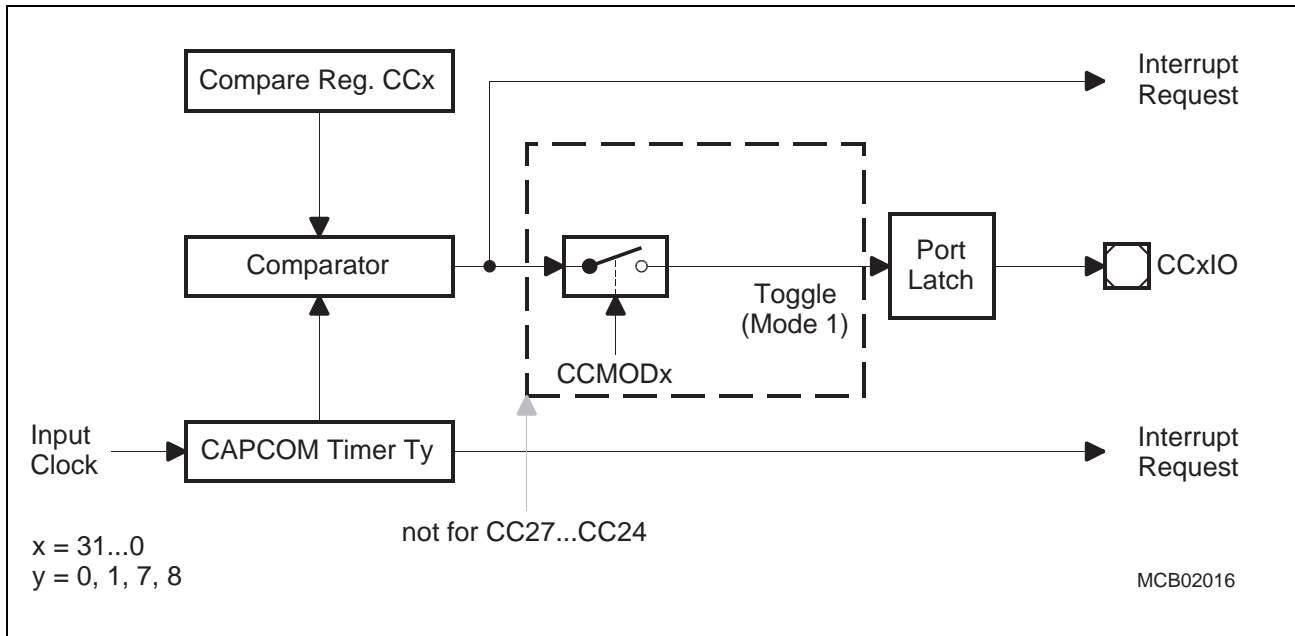 Compare Reg. CCx
Interrupt
Request
Comparator
Port
Latch
CCxIO
Toggle
(Mode 1)
CCMODx
Input
Clock
CAPCOM Timer Ty
Interrupt
Request
not for CC27...CC24
x = 31...0
y = 0, 1, 7, 8
MCB02016